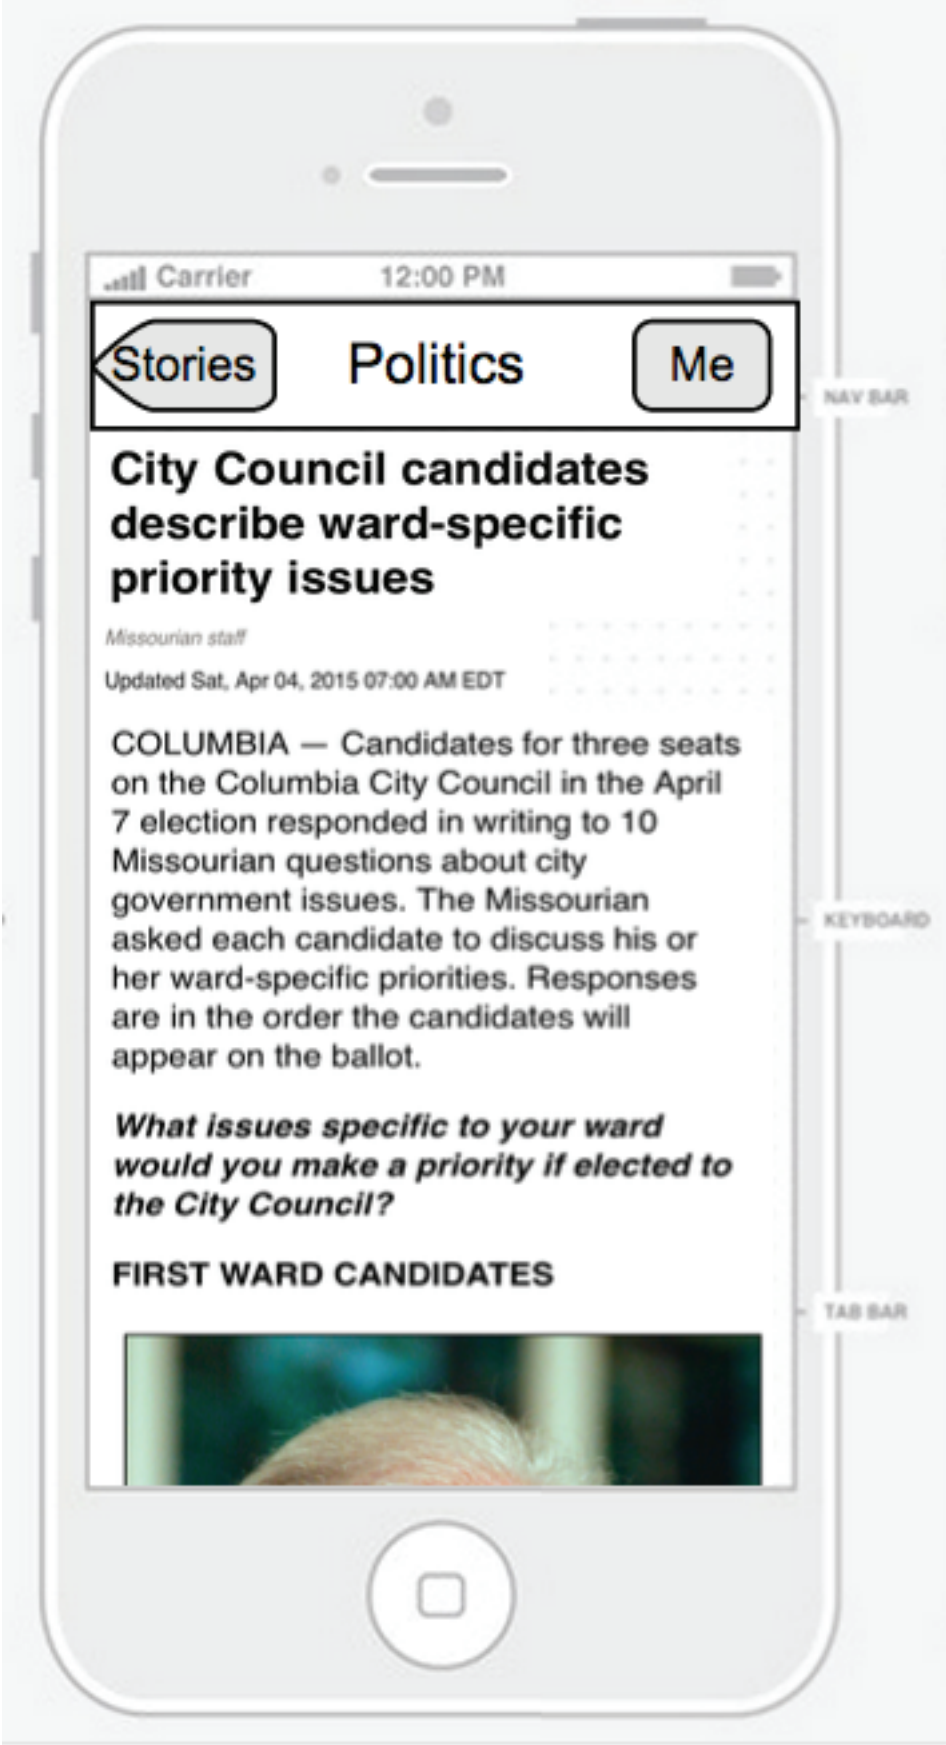 Carrier 12:00 PM
Stories Politics Me
NAV BAR
City Council candidates
describe ward-specific
priority issues
Missourian staff
Updated Sat, Apr 04, 2015 07:00 AM EDT
COLUMBIA — Candidates for three seats
on the Columbia City Council in the April
7 election responded in writing to 10
Missourian questions about city
government issues. The Missourian
asked each candidate to discuss his or
her ward-specific priorities. Responses
are in the order the candidates will
appear on the ballot.
KEYBOARD
What issues specific to your ward
would you make a priority if elected to
the City Council?
FIRST WARD CANDIDATES
TAB BAR